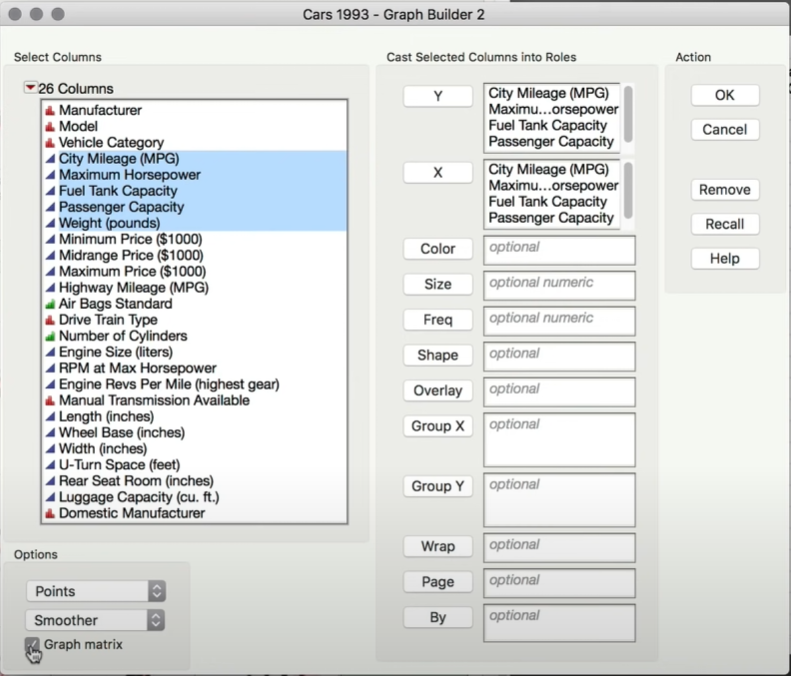 Cars 1993 - Graph Builder 2
Select Columns
26 Columns
Manufacturer
Model
Vehicle Category
City Mileage (MPG)
Maximum Horsepower
Fuel Tank Capacity
Passenger Capacity
Weight (pounds)
Minimum Price ($1000)
Midrange Price ($1000)
Maximum Price ($1000)
Highway Mileage (MPG)
Air Bags Standard
Drive Train Type
Number of Cylinders
Engine Size (liters)
RPM at Max Horsepower
Engine Revs Per Mile (highest gear)
Manual Transmission Available
Length (inches)
Wheel Base (inches)
Width (inches)
U-Turn Space (feet)
Rear Seat Room (inches)
Luggage Capacity (cu. ft.)
Domestic Manufacturer
Options
Points
Smoother
Graph matrix
Cast Selected Columns into Roles
Y
City Mileage (MPG)
Maximu...orsepower
Fuel Tank Capacity
Passenger Capacity
X
City Mileage (MPG)
Maximu...orsepower
Fuel Tank Capacity
Passenger Capacity
Color optional
Size optional numeric
Freq optional numeric
Shape optional
Overlay optional
Group X optional
Group Y optional
Wrap optional
Page optional
By optional
Action
OK
Cancel
Remove
Recall
Help